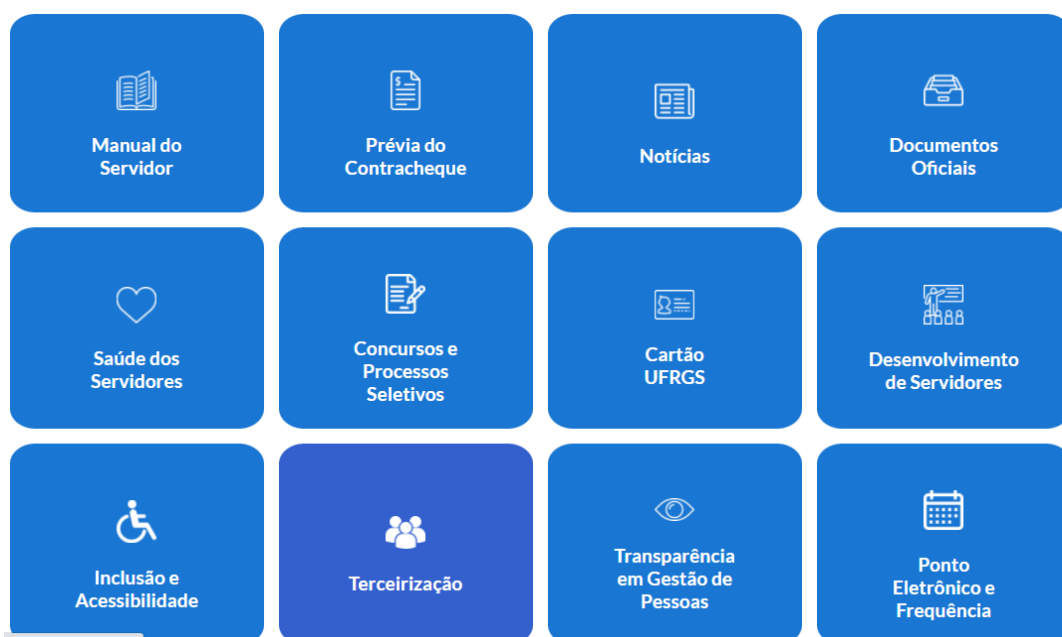 Manual do
Servidor
Prévia do
Contracheque
Notícias
Documentos
Oficiais
Saúde dos
Servidores
Concursos e
Processos
Seletivos
Cartão
UFRGS
Desenvolvimento
de Servidores
Inclusão e
Acessibilidade
Terceirização
Transparência
em Gestão de
Pessoas
Ponto
Eletrônico e
Frequência